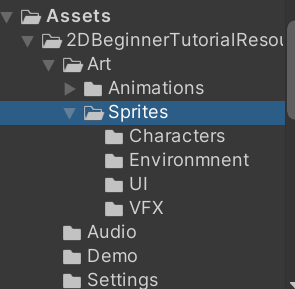 Assets
2DBeginnerTutorialResou
Art
Animations
Sprites
Characters
Environmnent
UI
VFX
Audio
Demo
Settings